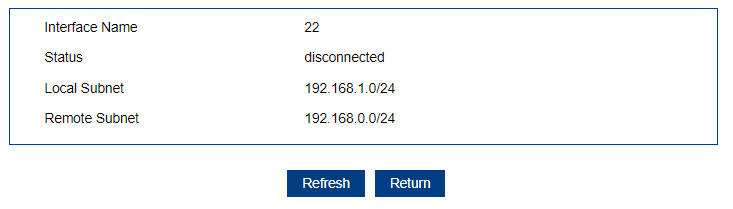 Interface Name 22
Status disconnected
Local Subnet 192.168.1.0/24
Remote Subnet 192.168.0.0/24
Refresh Return